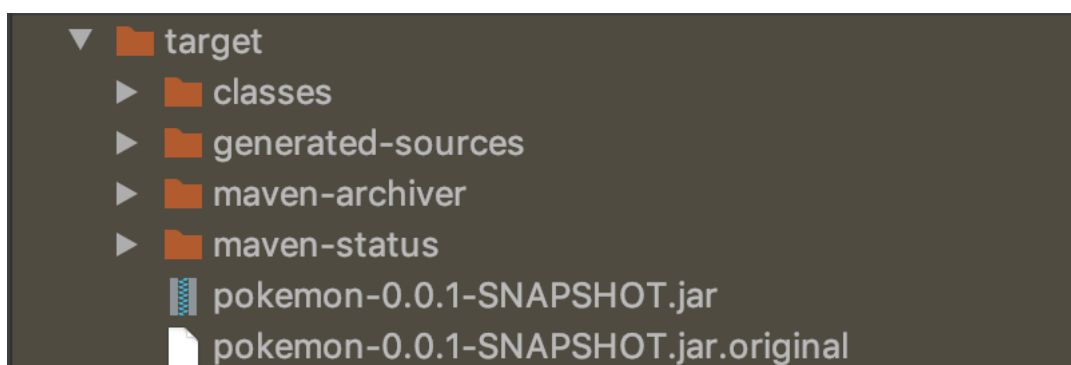 target
classes
generated-sources
maven-archiver
maven-status
pokemon-0.0.1-SNAPSHOT.jar
pokemon-0.0.1-SNAPSHOT.jar.original